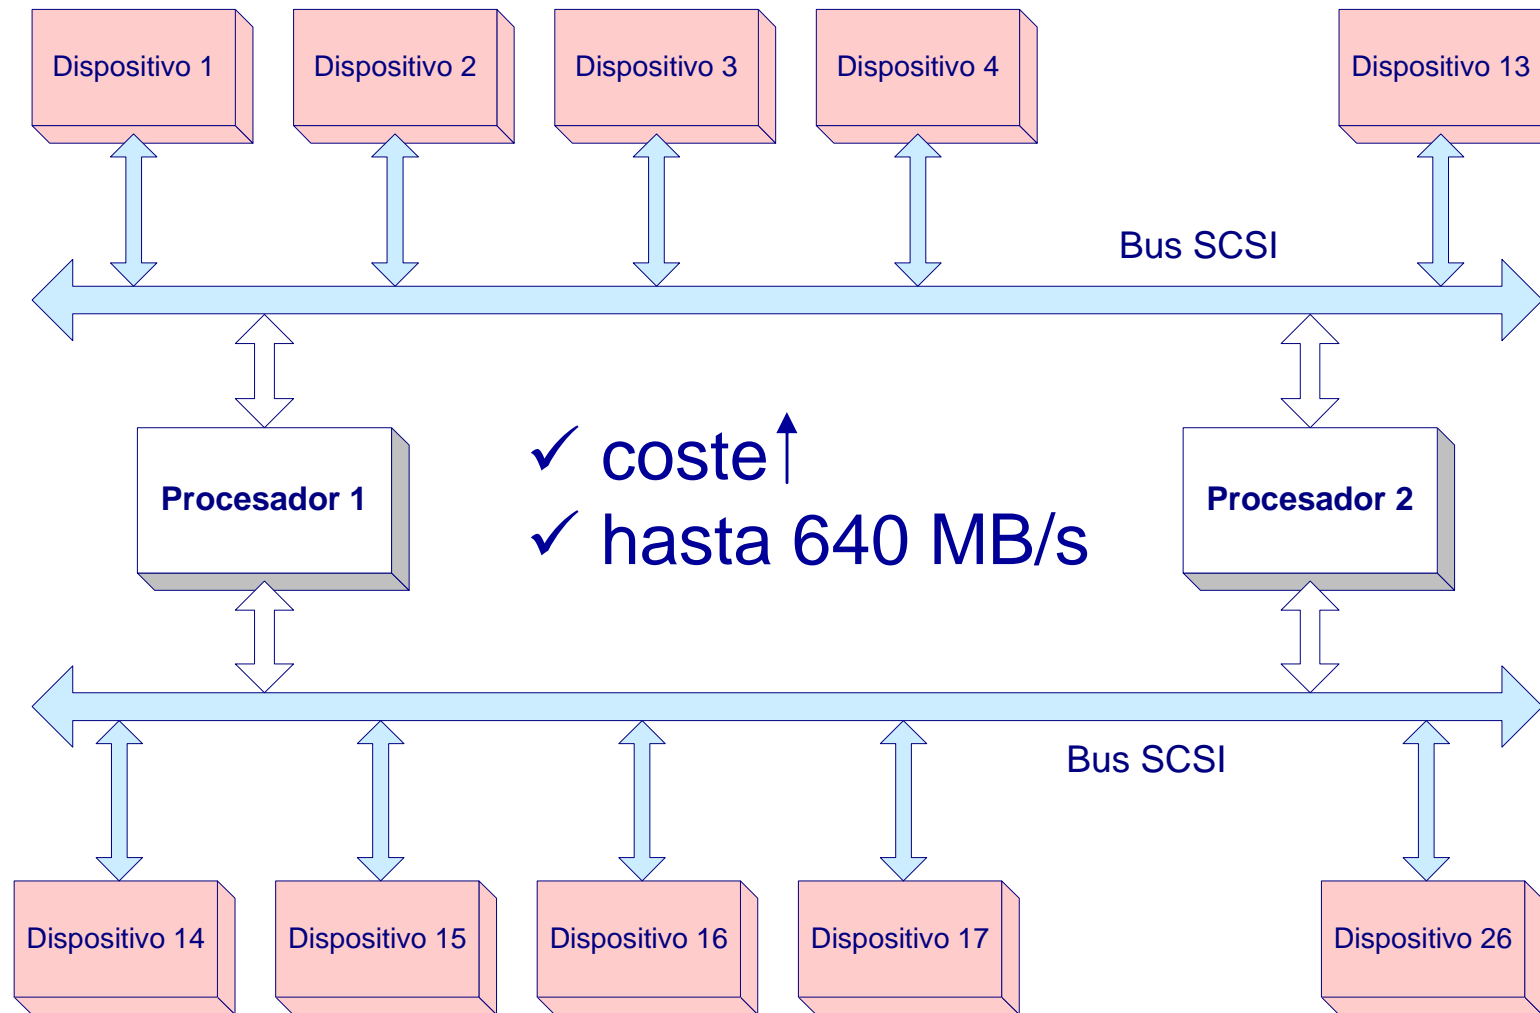 Dispositivo 1
Dispositivo 2
Dispositivo 3
Dispositivo 4
Dispositivo 13
Bus SCSI
Procesador 1
✓ coste↑
✓ hasta 640 MB/s
Procesador 2
Bus SCSI
Dispositivo 14
Dispositivo 15
Dispositivo 16
Dispositivo 17
Dispositivo 26